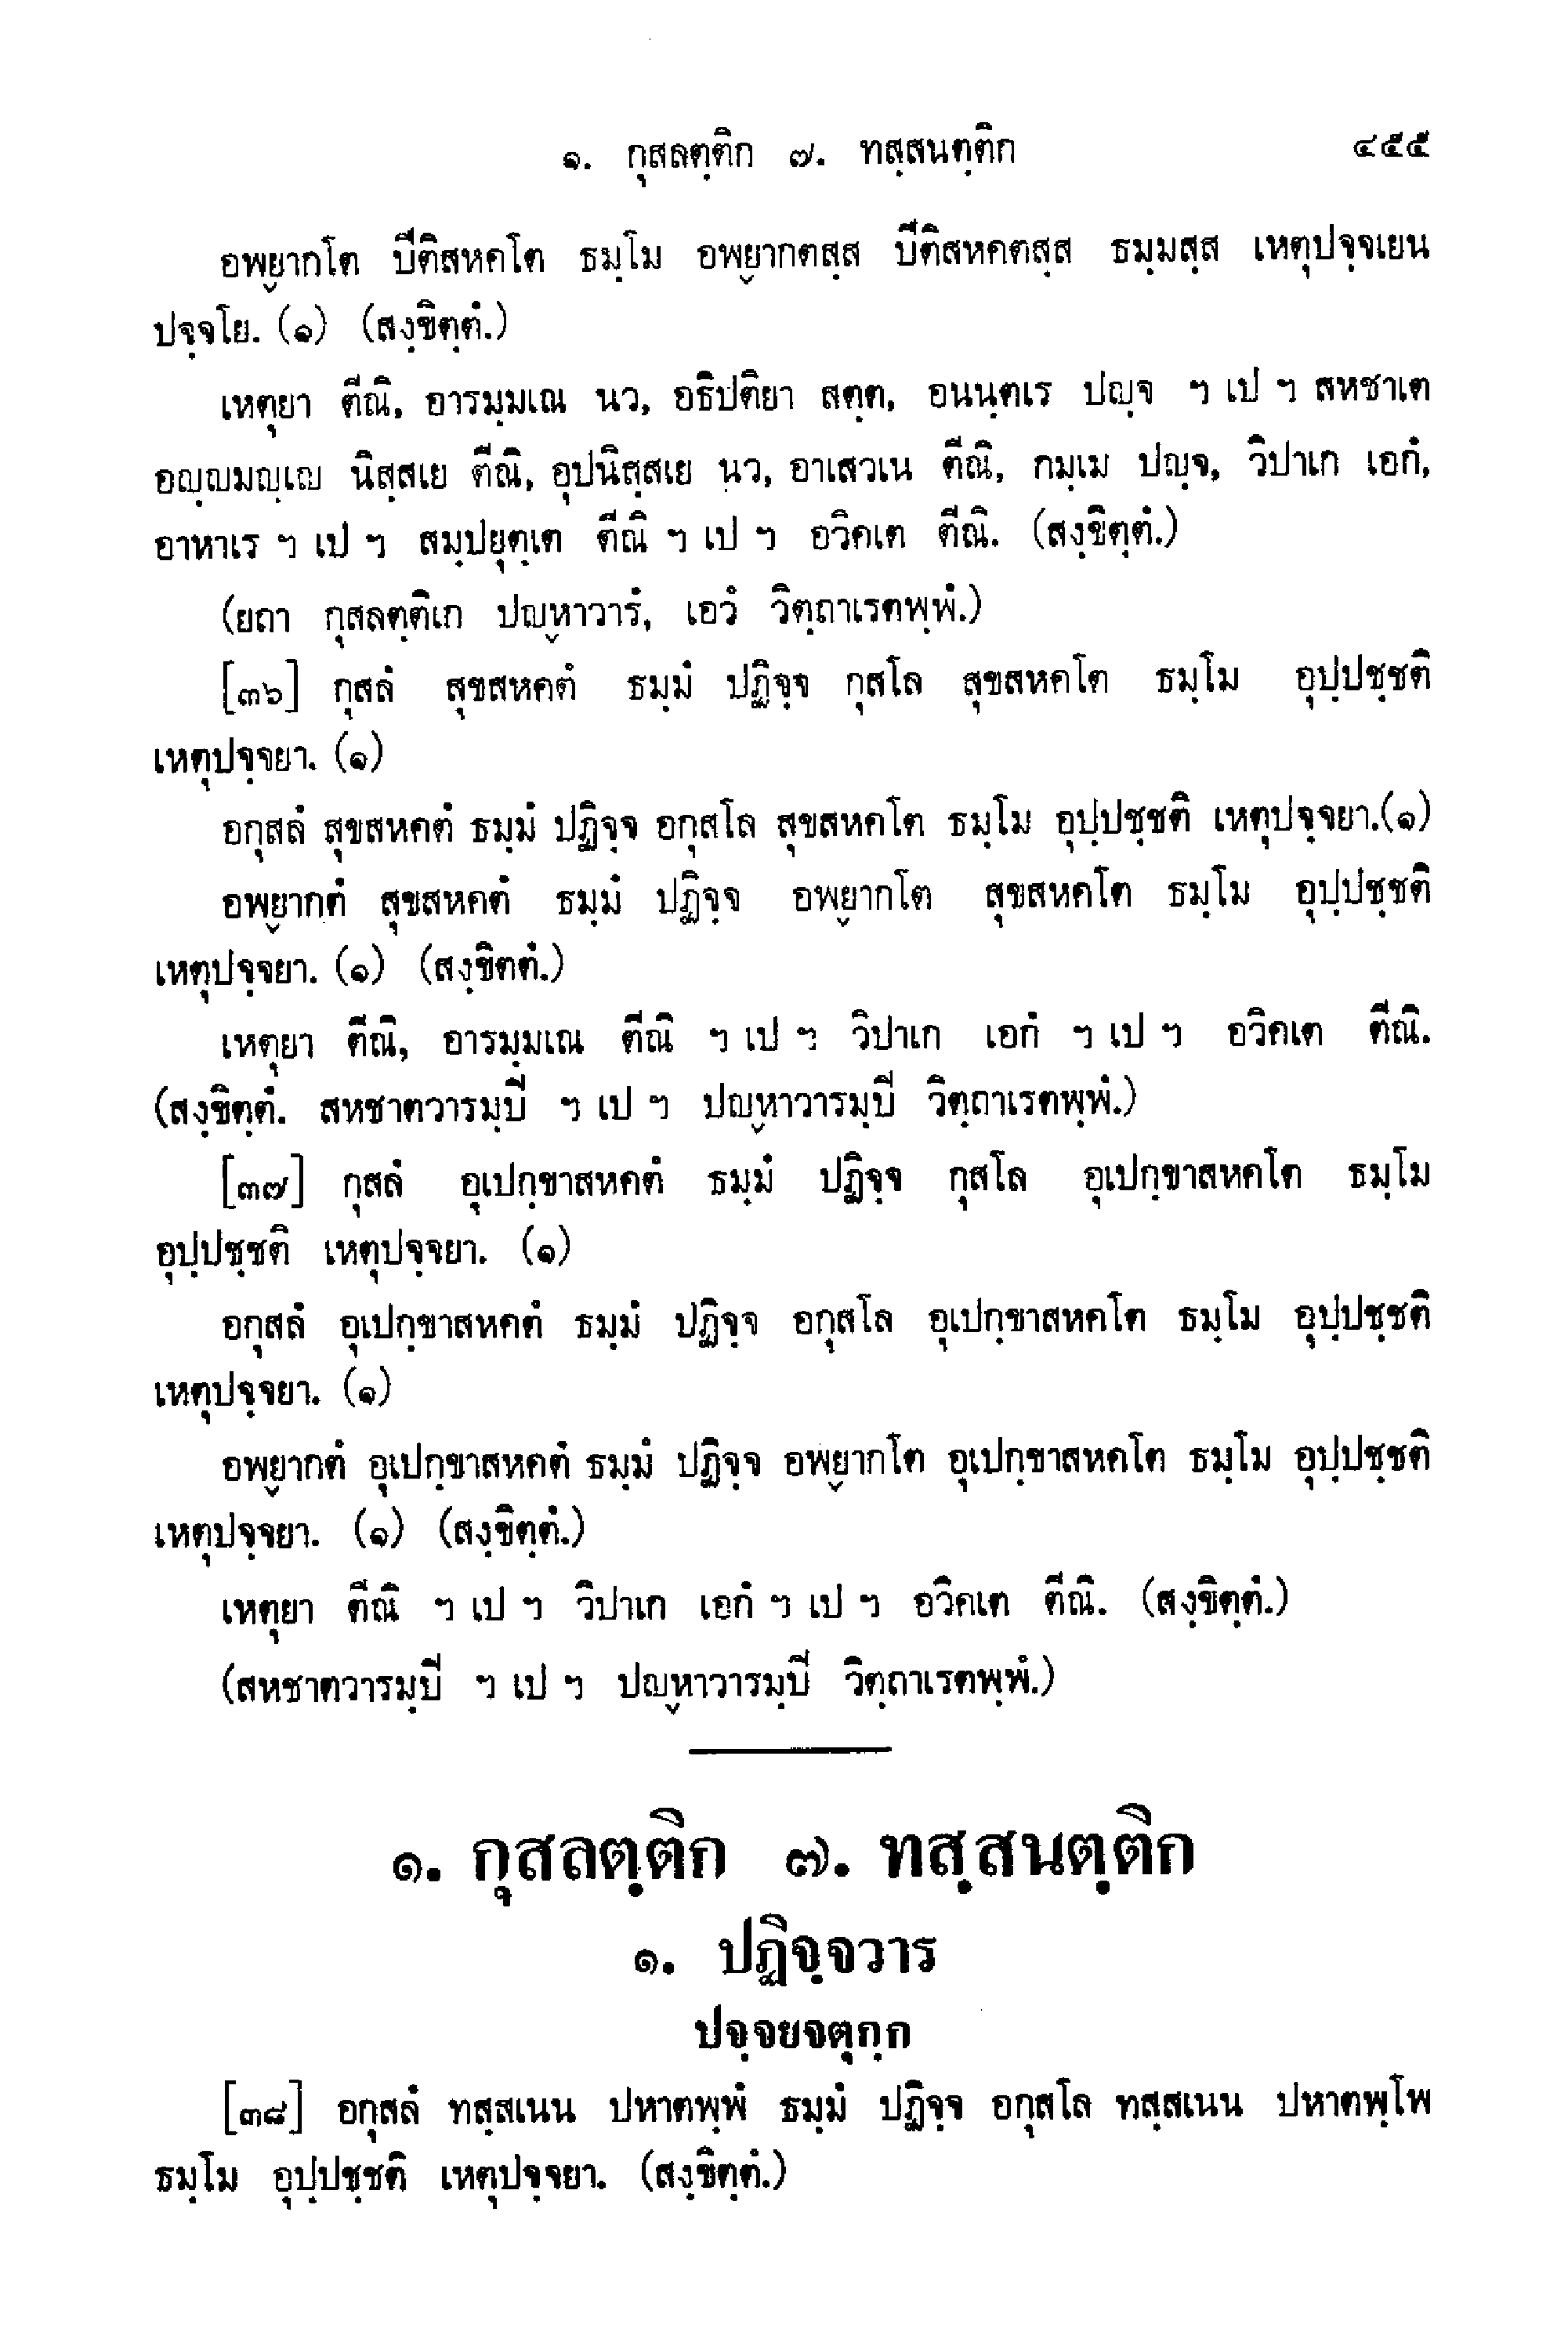 ๑. กุสลตฺติก ๗. ทสฺสนตฺติก ๔๕๕
อพฺยากโต ปีติสหคโต ธมฺโม อพฺยากตสฺส ปีติสหคตสฺส ธมฺมสฺส เหตุปจฺจเยน
ปจฺจโย. (๑) (สงฺขิตฺตํ.)
เหตุยา ตีณิ, อารมฺมเณ นว, อธิปติยา สตฺต, อนนฺตเร ปญฺจ ฯ เป ฯ สหชาเต
อญฺญมญฺเญ นิสฺสเย ตีณิ, อุปนิสฺสเย นว, อาเสวเน ตีณิ, กมฺเม ปญฺจ, วิปาเก เอกํ,
อาหาเร ฯ เป ฯ สมฺปยุตฺเต ตีณิ ฯ เป ฯ อวิคเต ตีณิ. (สงฺขิตฺตํ.)
(ยถา กุสลตฺติเก ปญฺหาวารํ, เอวํ วิตฺถาเรตพฺพํ.)
[๓๖] กุสลํ สุขสหคตํ ธมฺมํ ปฏิจฺจ กุสโล สุขสหคโต ธมฺโม อุปฺปชฺชติ
เหตุปจฺจยา. (๑)
อกุสลํ สุขสหคตํ ธมฺมํ ปฏิจฺจ อกุสโล สุขสหคโต ธมฺโม อุปฺปชฺชติ เหตุปจฺจยา.(๑)
อพฺยากตํ สุขสหคตํ ธมฺมํ ปฏิจฺจ อพฺยากโต สุขสหคโต ธมฺโม อุปฺปชฺชติ
เหตุปจฺจยา. (๑) (สงฺขิตตํ.)
เหตุยา ตีณิ, อารมฺมเณ ตีณิ ฯ เป ฯ วิปาเก เอกํ ฯ เป ฯ อวิคเต ตีณิ.
(สงฺขิตฺตํ. สหชาตวารมฺปี ฯ เป ฯ ปญฺหาวารมฺปี วิตฺถาเรตพฺพํ.)
[๓๗] กุสลํ อุเปกฺขาสหคตํ ธมฺมํ ปฏิจฺจ กุสโล อุเปกฺขาสหคโต ธมฺโม
อุปฺปชฺชติ เหตุปจฺจยา. (๑)
อกุสลํ อุเปกฺขาสหคตํ ธมฺมํ ปฏิจฺจ อกุสโล อุเปกฺขาสหคโต ธมฺโม อุปฺปชฺชติ
เหตุปจฺจยา. (๑)
อพฺยากตํ อุเปกฺขาสหคตํ ธมฺมํ ปฏิจฺจ อพฺยากโต อุเปกฺขาสหคโต ธมฺโม อุปฺปชฺชติ
เหตุปจฺจยา. (๑) (สงฺขิตฺตํ.)
เหตุยา ตีณิ ฯ เป ฯ วิปาเก เอกํ ฯ เป ฯ อวิคเต ตีณิ. (สงฺขิตฺตํ.)
(สหชาตวารมฺปี ฯ เป ฯ ปญฺหาวารมฺปี วิตฺถาเรตพฺพํ.)
๑. กุสลตฺติก ๗. ทสฺสนตฺติก
๑. ปฏิจฺจวาร
ปจฺจยจตุกฺก
[๓๘] อกุสลํ ทสฺสเนน ปหาตพฺพํ ธมฺมํ ปฏิจฺจ อกุสโล ทสฺสเนน ปหาตพฺโพ
ธมฺโม อุปฺปชฺชติ เหตุปจฺจยา. (สงฺขิตฺตํ.)